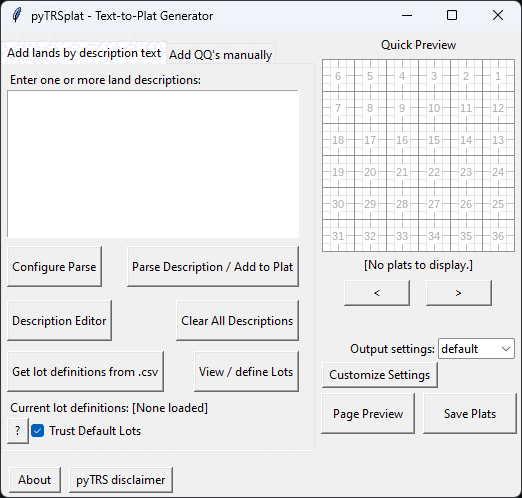 pyTRSplat - Text-to-Plat Generator
Add lands by description text
Add QQ's manually
Enter one or more land descriptions:
Configure Parse
Parse Description / Add to Plat
Description Editor
Clear All Descriptions
Get lot definitions from .csv
View / define Lots
Current lot definitions: [None loaded]
?
Trust Default Lots
About
pyTRS disclaimer
Quick Preview
6 5 4 3 2 1
7 8 9 10 11 12
18 17 16 15 14 13
19 20 21 22 23 24
30 29 28 27 26 25
31 32 33 34 35 36
[No plats to display.]
< >
Output settings: default
Customize Settings
Page Preview
Save Plats